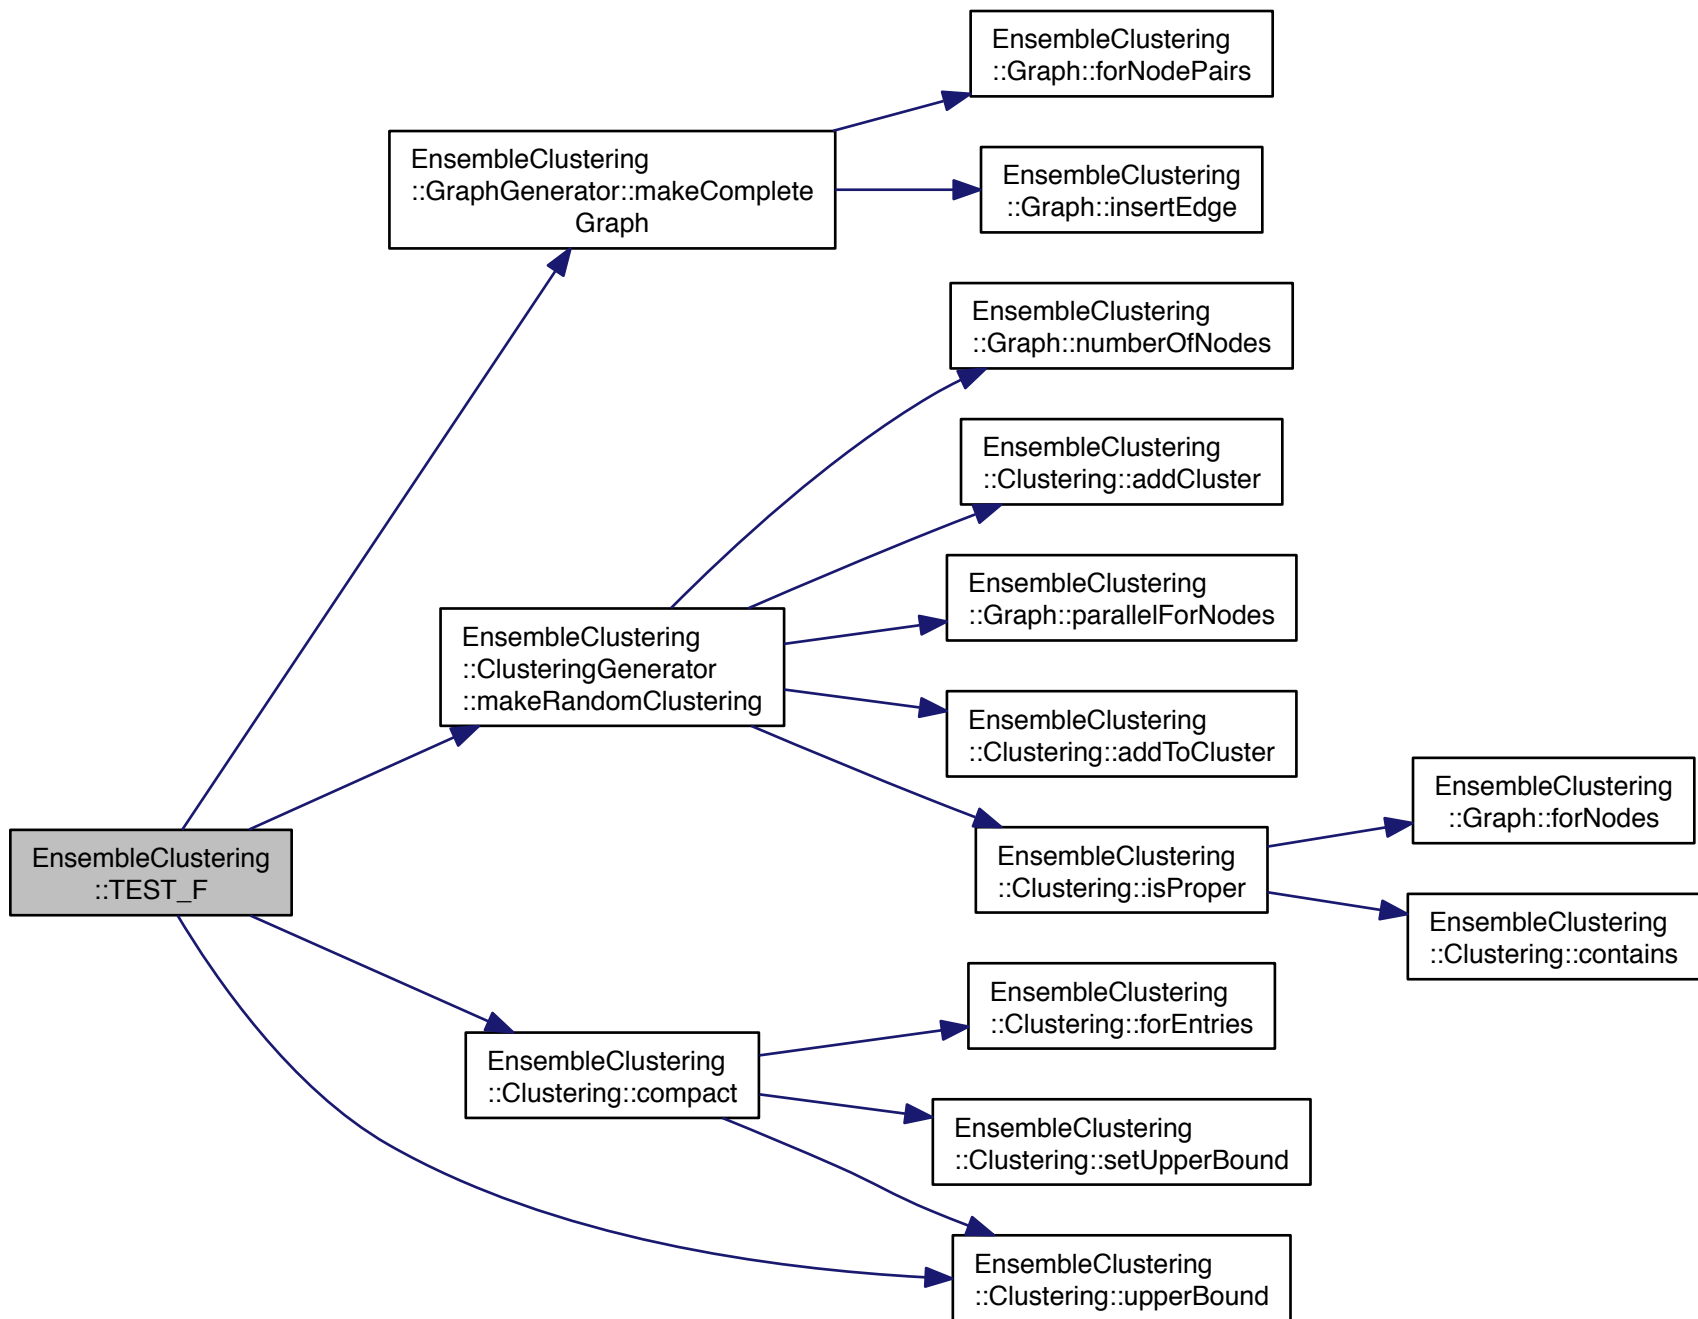 EnsembleClustering
::Graph::forNodePairs
EnsembleClustering
::GraphGenerator::makeComplete
Graph
EnsembleClustering
::Graph::insertEdge
EnsembleClustering
::Graph::numberOfNodes
EnsembleClustering
::Clustering::addCluster
EnsembleClustering
::Graph::parallelForNodes
EnsembleClustering
::ClusteringGenerator
::makeRandomClustering
EnsembleClustering
::Clustering::addToCluster
EnsembleClustering
::Graph::forNodes
EnsembleClustering
::TEST_F
EnsembleClustering
::Clustering::isProper
EnsembleClustering
::Clustering::contains
EnsembleClustering
::Clustering::forEntries
EnsembleClustering
::Clustering::compact
EnsembleClustering
::Clustering::setUpperBound
EnsembleClustering
::Clustering::upperBound